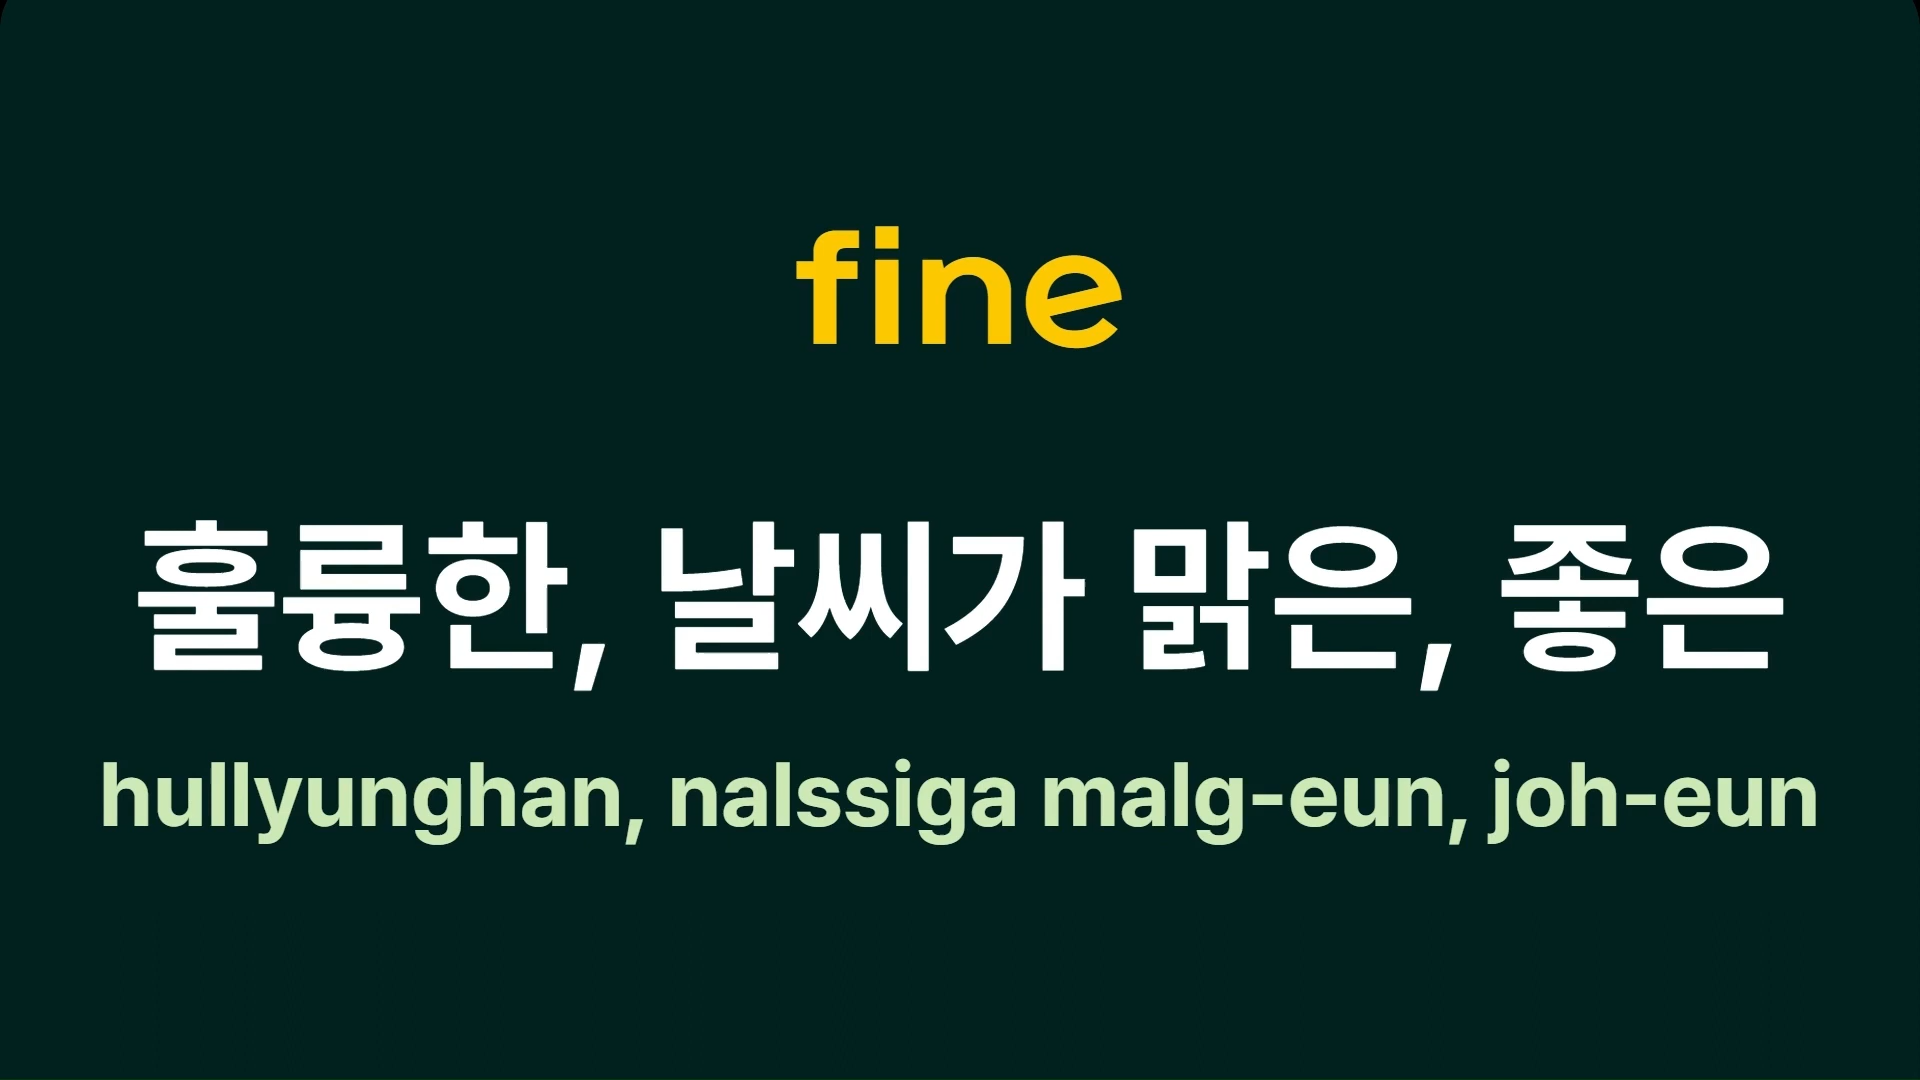 fine
훌륭한, 날씨가 맑은, 좋은
hullyunghan, nalssiga malg-eun, joh-eun